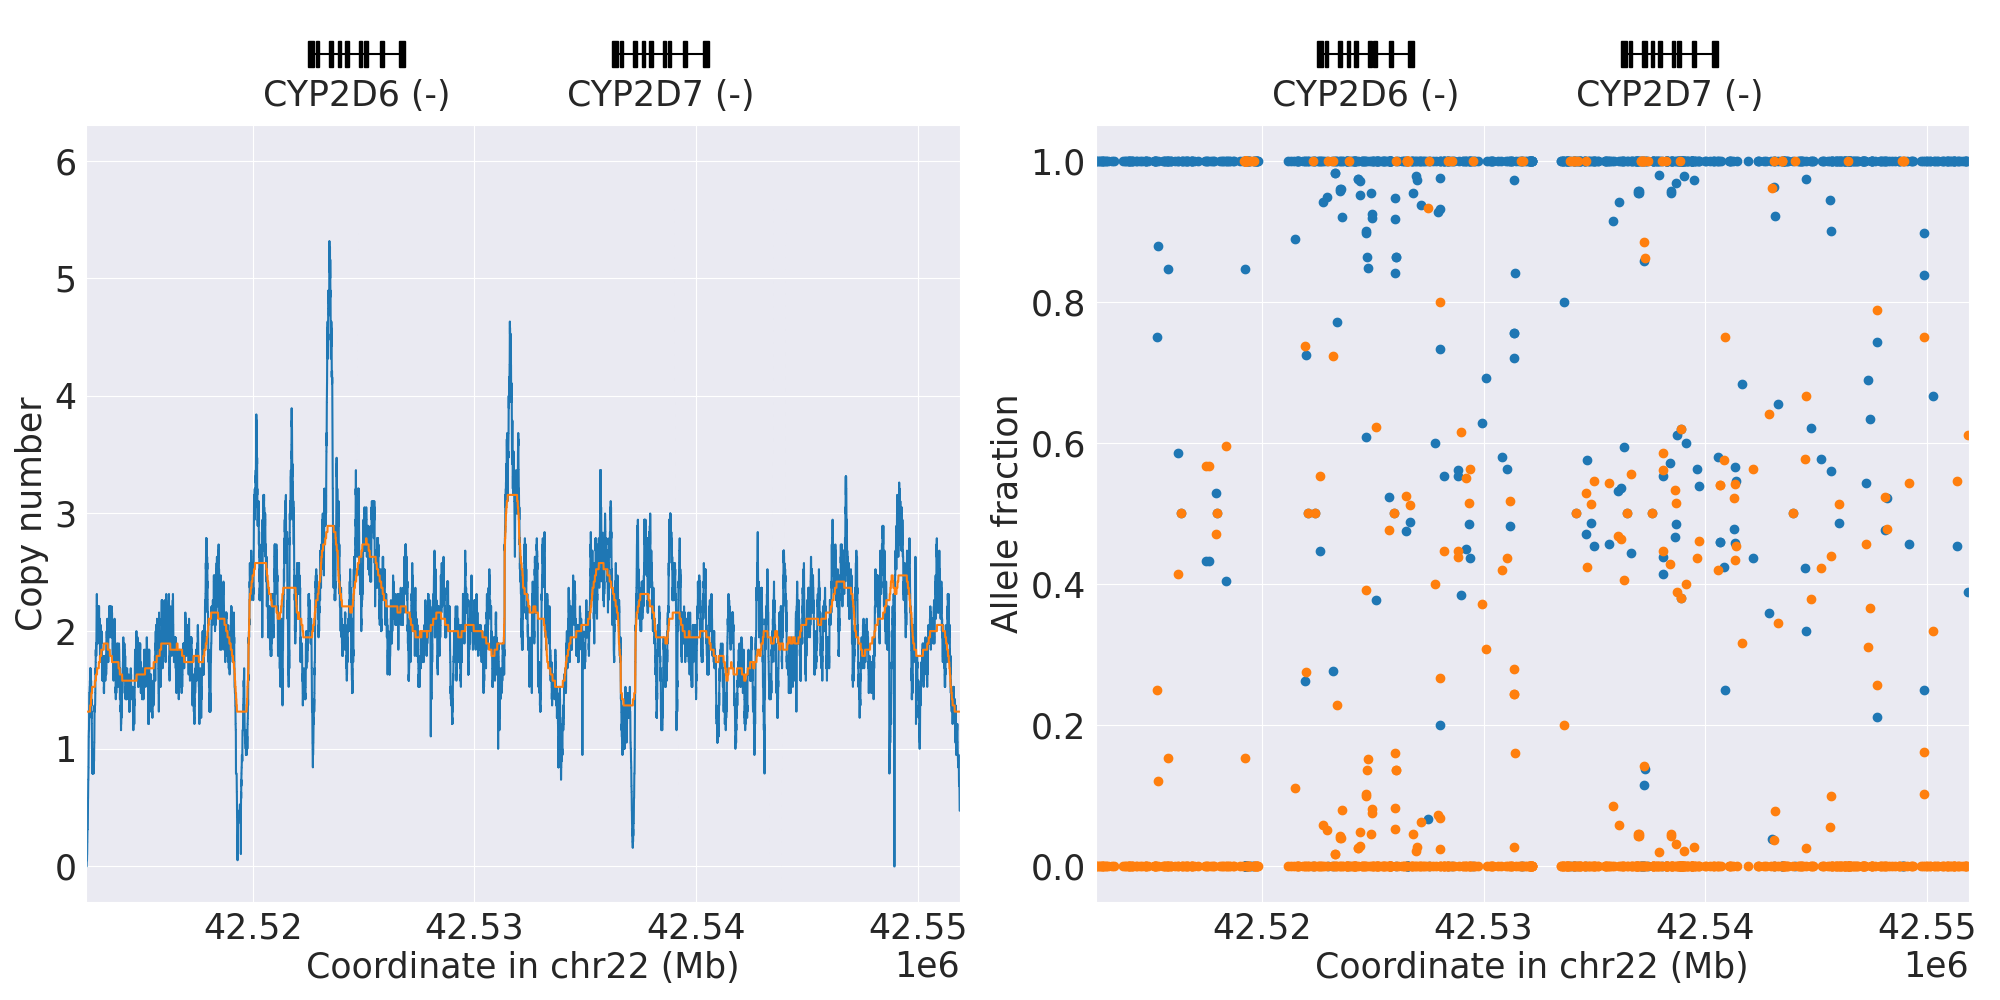 CYP2D6 (-) CYP2D7 (-)
Copy number
6
5
4
3
2
1
0
42.52 42.53 42.54 42.55
Coordinate in chr22 (Mb) 1e6
CYP2D6 (-) CYP2D7 (-)
Allele fraction
1.0
0.8
0.6
0.4
0.2
0.0
42.52 42.53 42.54 42.55
Coordinate in chr22 (Mb) 1e6